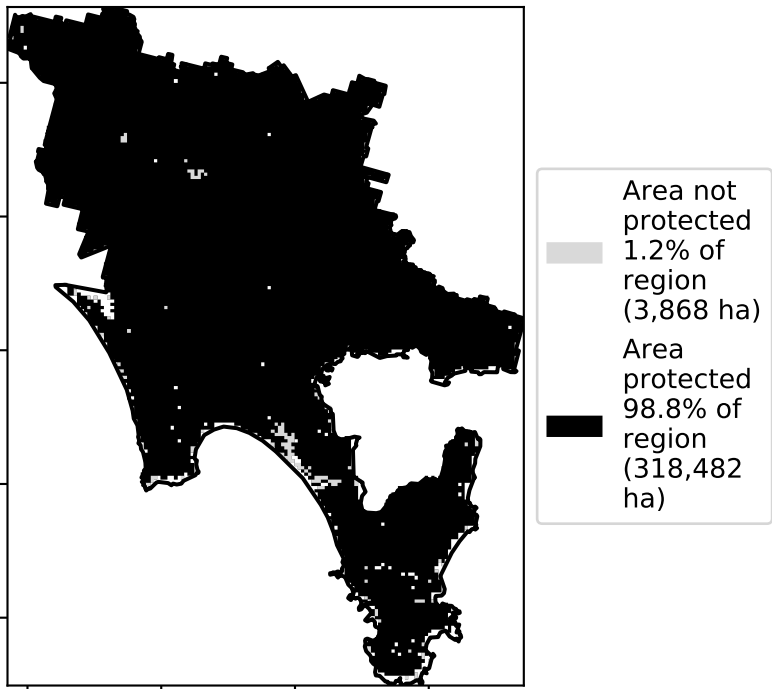 Area not
protected
1.2% of
region
(3,868 ha)
Area
protected
98.8% of
region
(318,482
ha)